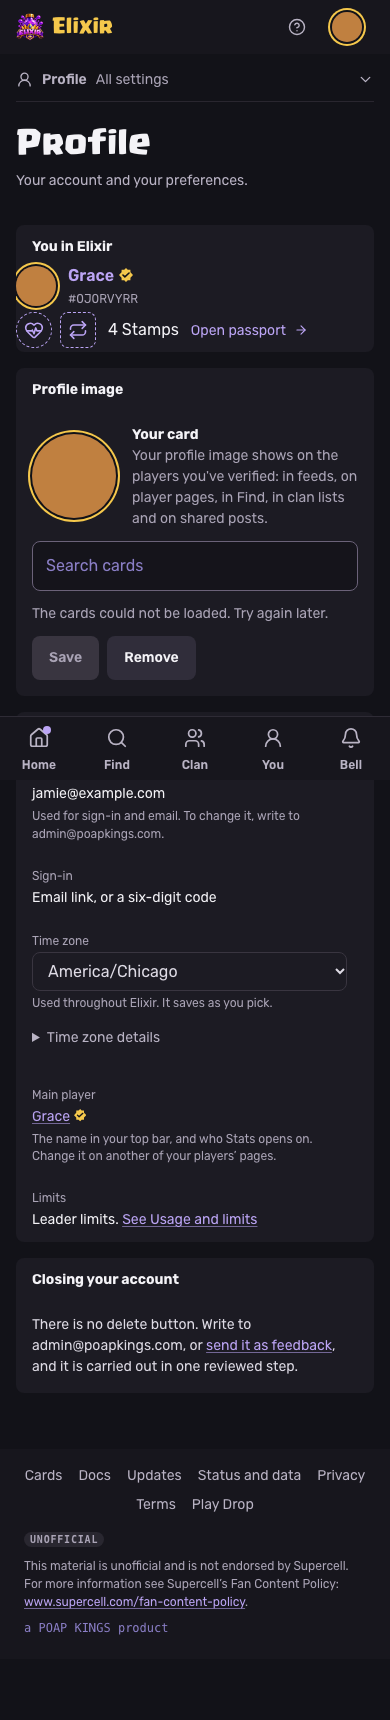 Elixir
Profile All settings
Profile
Your account and your preferences.
You in Elixir
Grace
#0J0RVYRR
4 Stamps Open passport →
Profile image
Your card
Your profile image shows on the
players you've verified: in feeds, on
player pages, in Find, in clan lists
and on shared posts.
Search cards
The cards could not be loaded. Try again later.
Save Remove
Home Find Clan You Bell
jamie@example.com
Used for sign-in and email. To change it, write to
admin@poapkings.com.
Sign-in
Email link, or a six-digit code
Time zone
America/Chicago
Used throughout Elixir. It saves as you pick.
Time zone details
Main player
Grace
The name in your top bar, and who Stats opens on.
Change it on another of your players' pages.
Limits
Leader limits. See Usage and limits
Closing your account
There is no delete button. Write to
admin@poapkings.com, or send it as feedback,
and it is carried out in one reviewed step.
Cards Docs Updates Status and data Privacy
Terms Play Drop
UNOFFICIAL
This material is unofficial and is not endorsed by Supercell.
For more information see Supercell's Fan Content Policy:
www.supercell.com/fan-content-policy.
a POAP KINGS product